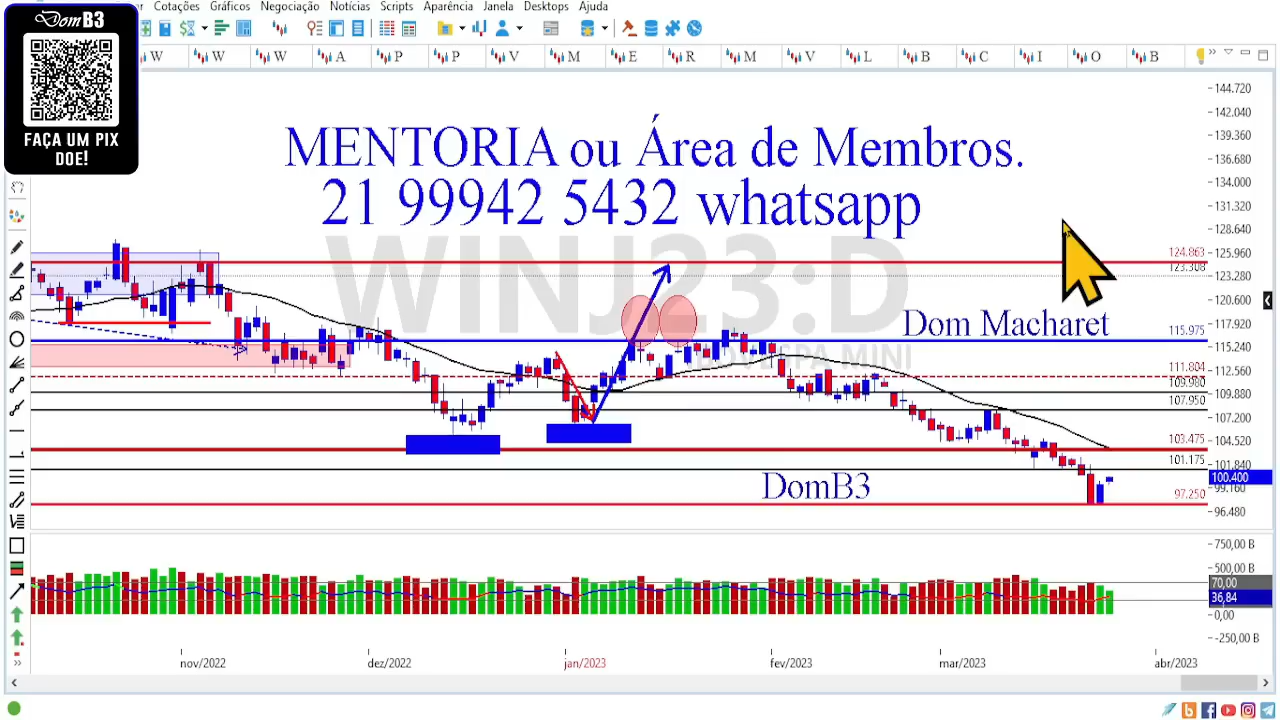 Cotações Gráficos Negociação Notícias Scripts Aparência Janela Desktops Ajuda
DomB3
FAÇA UM PIX
DOE!
W W W A P P V M E R M V L B C I O B
MENTORIA ou Área de Membros.
21 99942 5432 whatsapp
WINJ23:D
Dom Macharet
MINI
DomB3
144.720
142.040
139.360
136.680
134.000
131.320
128.640
125.960
124.863
123.308
123.280
120.600
117.920
115.975
115.240
112.560
111.804
109.980
109.880
107.950
107.200
104.520
103.475
101.840
101.175
100.400
99.160
97.250
96.480
750,00 B
500,00 B
70,00
36,84
0,00
-250,00 B
nov/2022 dez/2022 jan/2023 fev/2023 mar/2023 abr/2023